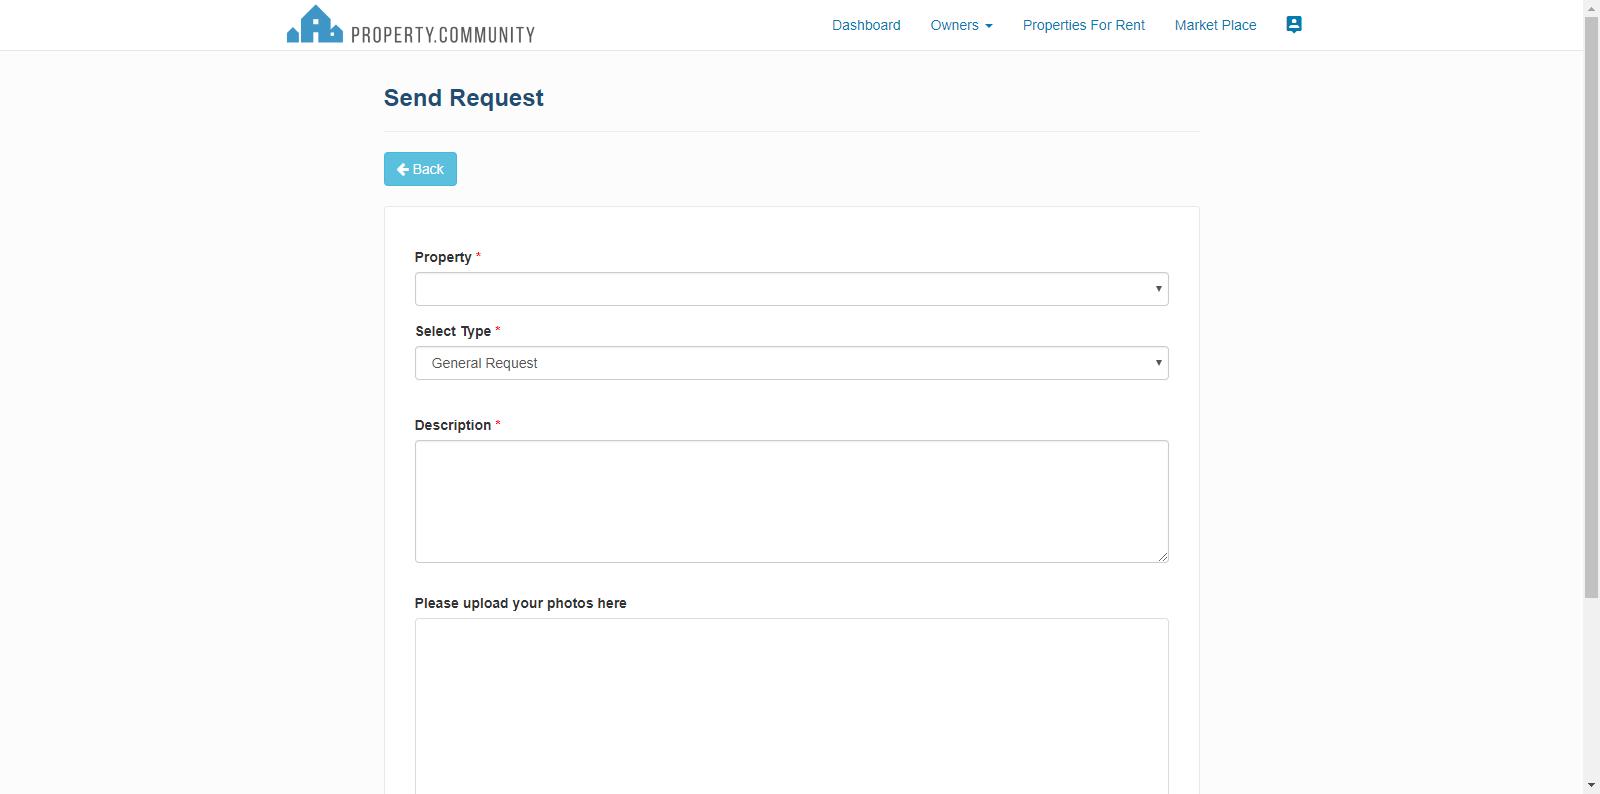 PROPERTY.COMMUNITY
Dashboard
Owners
Properties For Rent
Market Place
Send Request
Back
Property *
Select Type *
General Request
Description *
Please upload your photos here